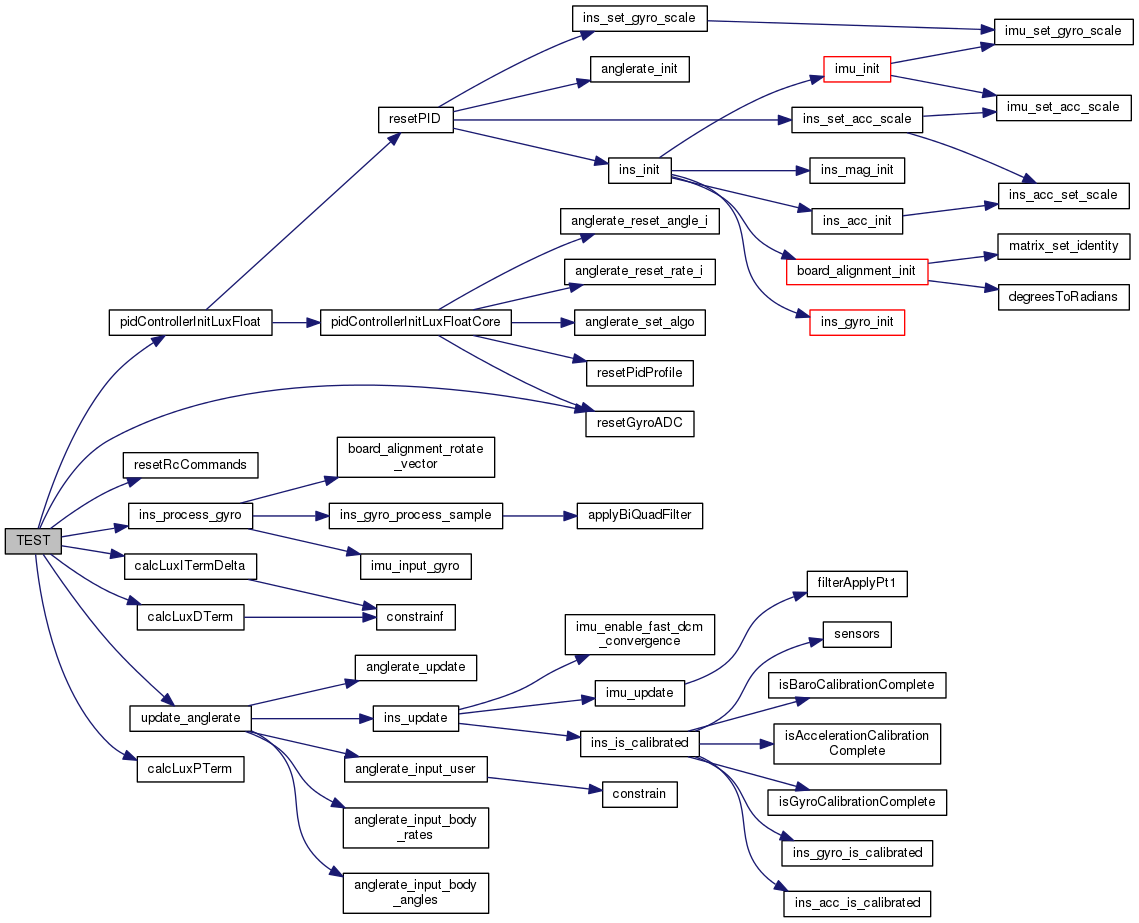 ins_set_gyro_scale
imu_set_gyro_scale
anglerate_init
imu_init
imu_set_acc_scale
resetPID
ins_set_acc_scale
ins_init
ins_mag_init
ins_acc_set_scale
anglerate_reset_angle_i
ins_acc_init
matrix_set_identity
anglerate_reset_rate_i
board_alignment_init
degreesToRadians
pidControllerInitLuxFloat
pidControllerInitLuxFloatCore
anglerate_set_algo
ins_gyro_init
resetPidProfile
resetGyroADC
resetRcCommands
board_alignment_rotate
_vector
ins_process_gyro
ins_gyro_process_sample
applyBiQuadFilter
TEST
calcLuxITermDelta
imu_input_gyro
calcLuxDTerm
constrainf
filterApplyPt1
imu_enable_fast_dcm
_convergence
sensors
anglerate_update
imu_update
isBaroCalibrationComplete
update_anglerate
ins_update
ins_is_calibrated
isAccelerationCalibration
Complete
calcLuxPTerm
anglerate_input_user
constrain
isGyroCalibrationComplete
anglerate_input_body
_rates
ins_gyro_is_calibrated
anglerate_input_body
_angles
ins_acc_is_calibrated